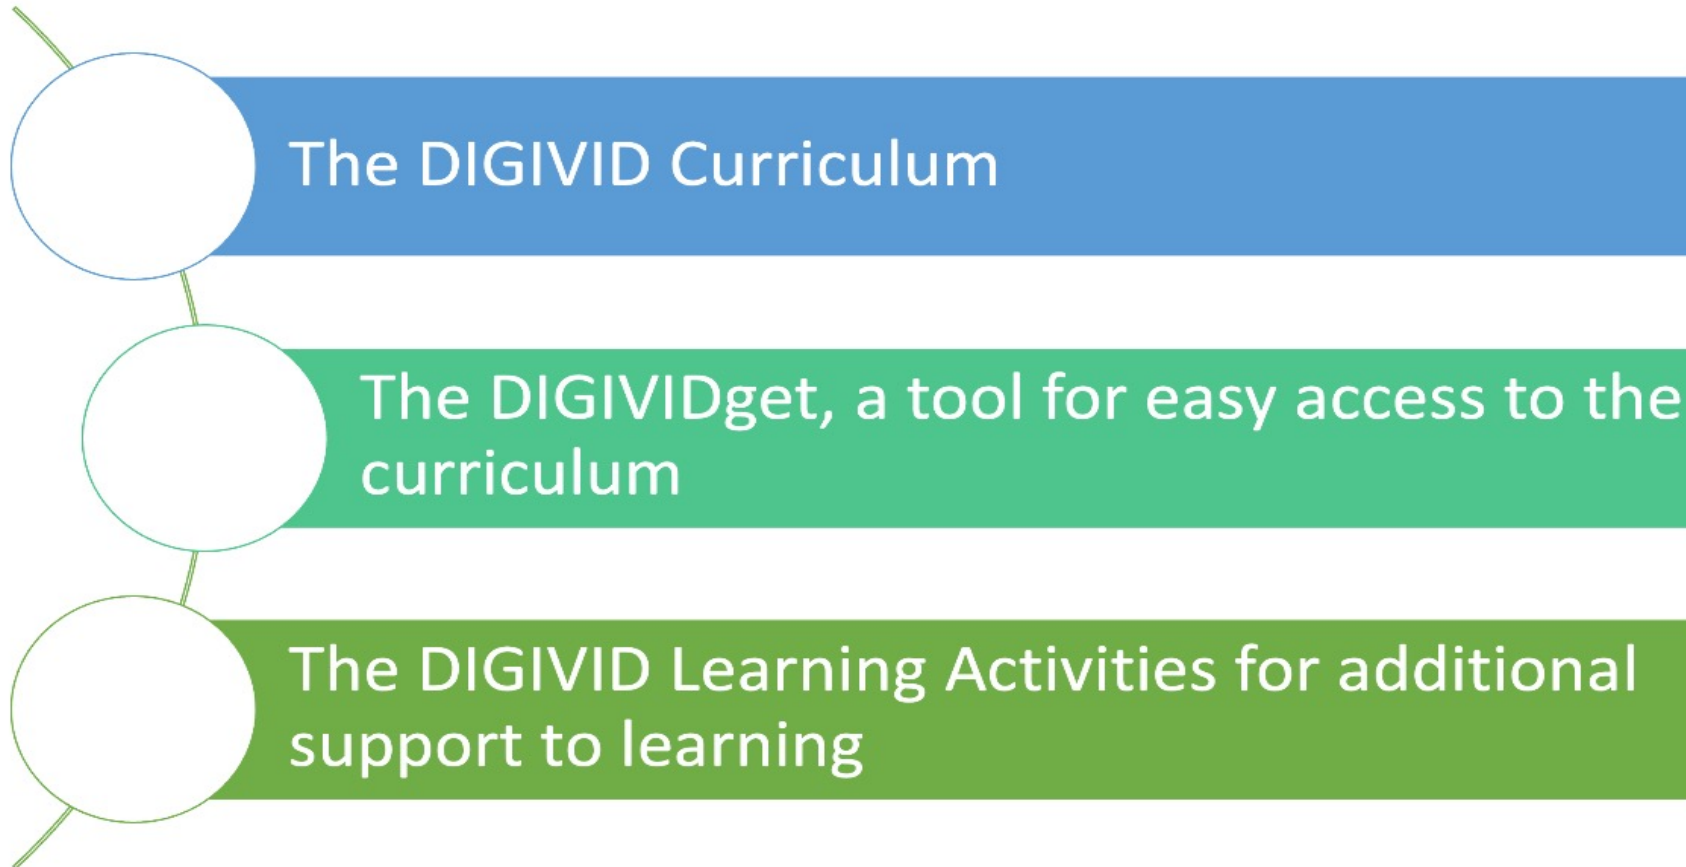 The DIGIVID Curriculum
The DIGIVIDget, a tool for easy access to the
curriculum
The DIGIVID Learning Activities for additional
support to learning